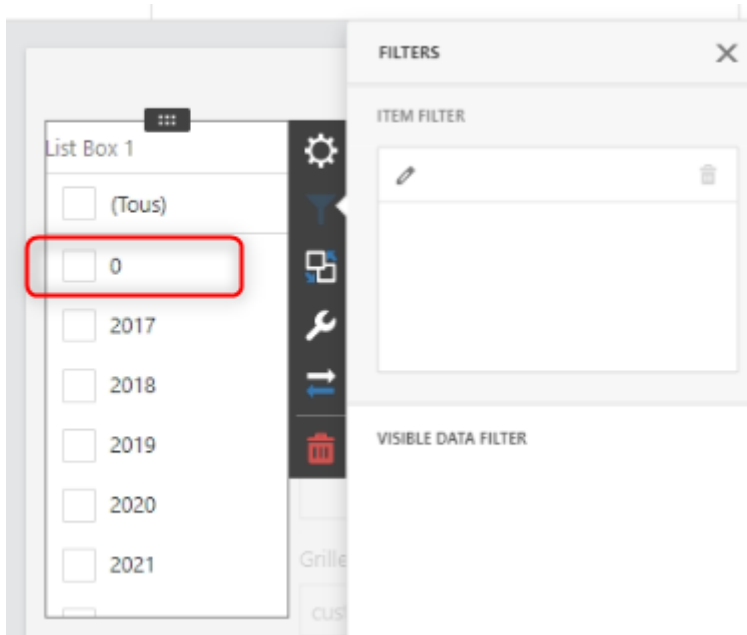 FILTERS
ITEM FILTER
List Box 1
(Tous)
0
2017
2018
2019
2020
2021
VISIBLE DATA FILTER
Grille